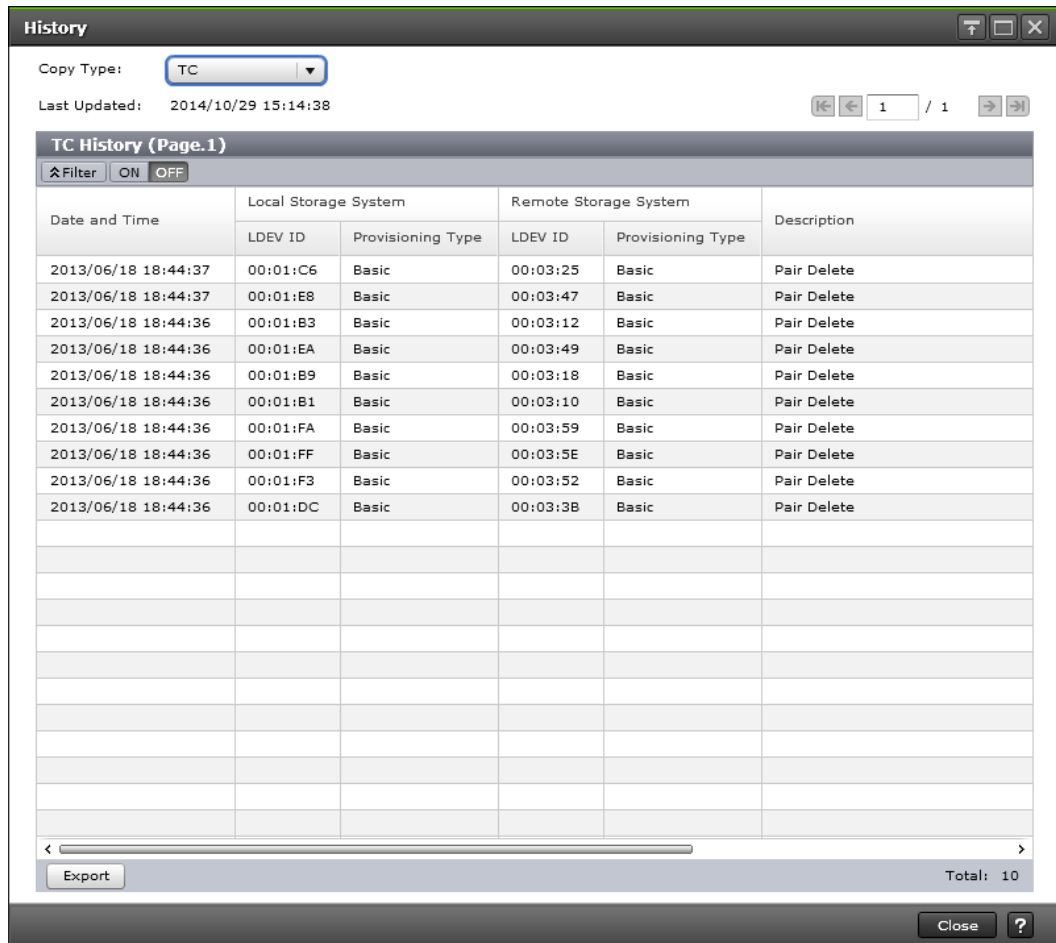 History
Copy Type: TC
Last Updated: 2014/10/29 15:14:38 1 / 1
TC History (Page.1)
Filter ON OFF
Local Storage System Remote Storage System
Date and Time Description
LDEV ID Provisioning Type LDEV ID Provisioning Type
2013/06/18 18:44:37 00:01:C6 Basic 00:03:25 Basic Pair Delete
2013/06/18 18:44:37 00:01:E8 Basic 00:03:47 Basic Pair Delete
2013/06/18 18:44:36 00:01:B3 Basic 00:03:12 Basic Pair Delete
2013/06/18 18:44:36 00:01:EA Basic 00:03:49 Basic Pair Delete
2013/06/18 18:44:36 00:01:B9 Basic 00:03:18 Basic Pair Delete
2013/06/18 18:44:36 00:01:B1 Basic 00:03:10 Basic Pair Delete
2013/06/18 18:44:36 00:01:FA Basic 00:03:59 Basic Pair Delete
2013/06/18 18:44:36 00:01:FF Basic 00:03:5E Basic Pair Delete
2013/06/18 18:44:36 00:01:F3 Basic 00:03:52 Basic Pair Delete
2013/06/18 18:44:36 00:01:DC Basic 00:03:3B Basic Pair Delete
Export Total: 10
Close ?